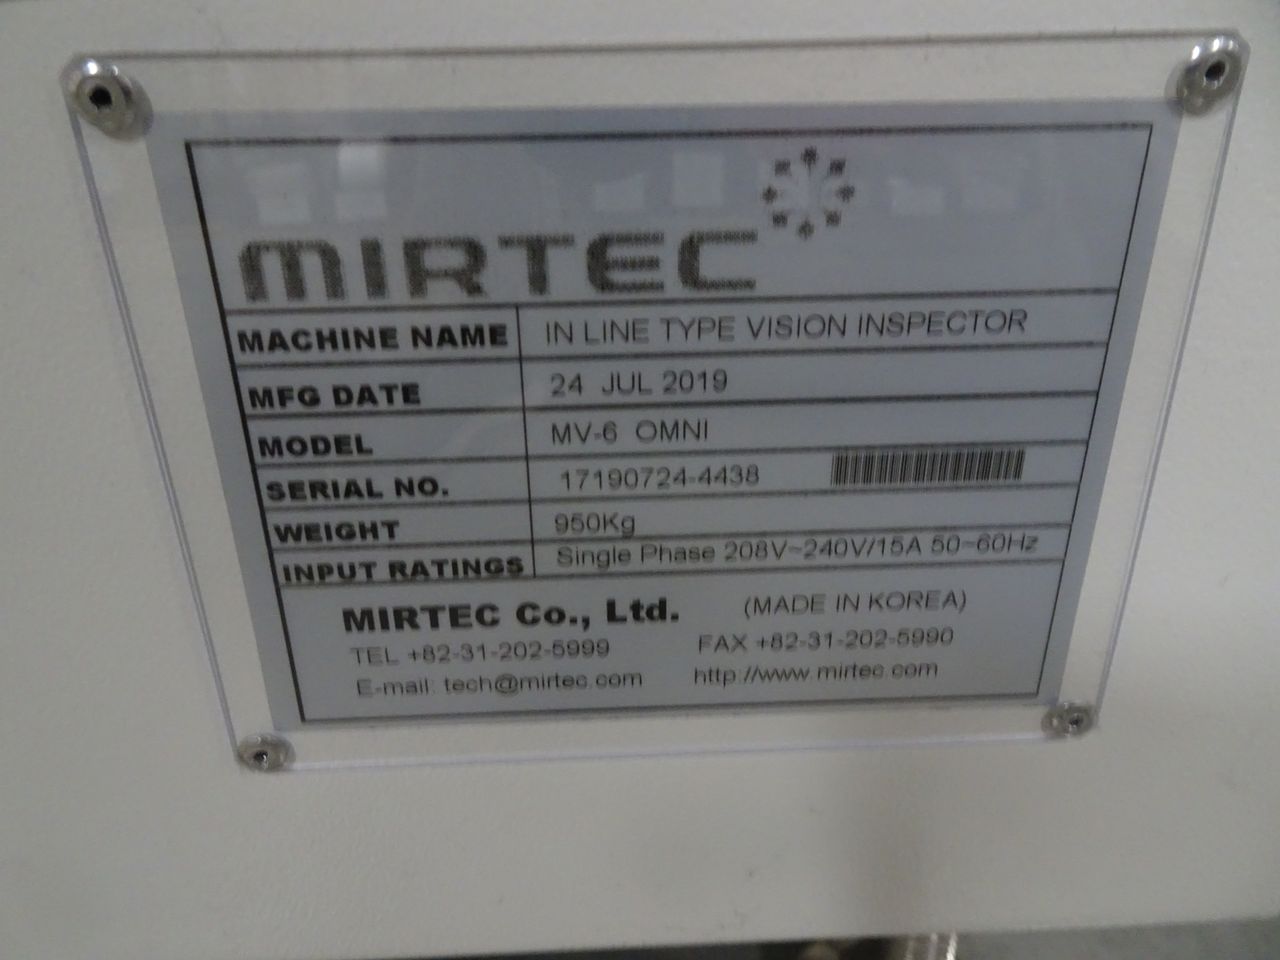 MIRTEC
MACHINE NAME IN LINE TYPE VISION INSPECTOR
MFG DATE 24 JUL 2019
MODEL MV-6 OMNI
SERIAL NO. 17190724-4438
WEIGHT 950Kg
INPUT RATINGS Single Phase 208V~240V/15A 50~60Hz
MIRTEC Co., Ltd. (MADE IN KOREA)
TEL +82-31-202-5999 FAX +82-31-202-5990
E-mail: tech@mirtec.com http://www.mirtec.com